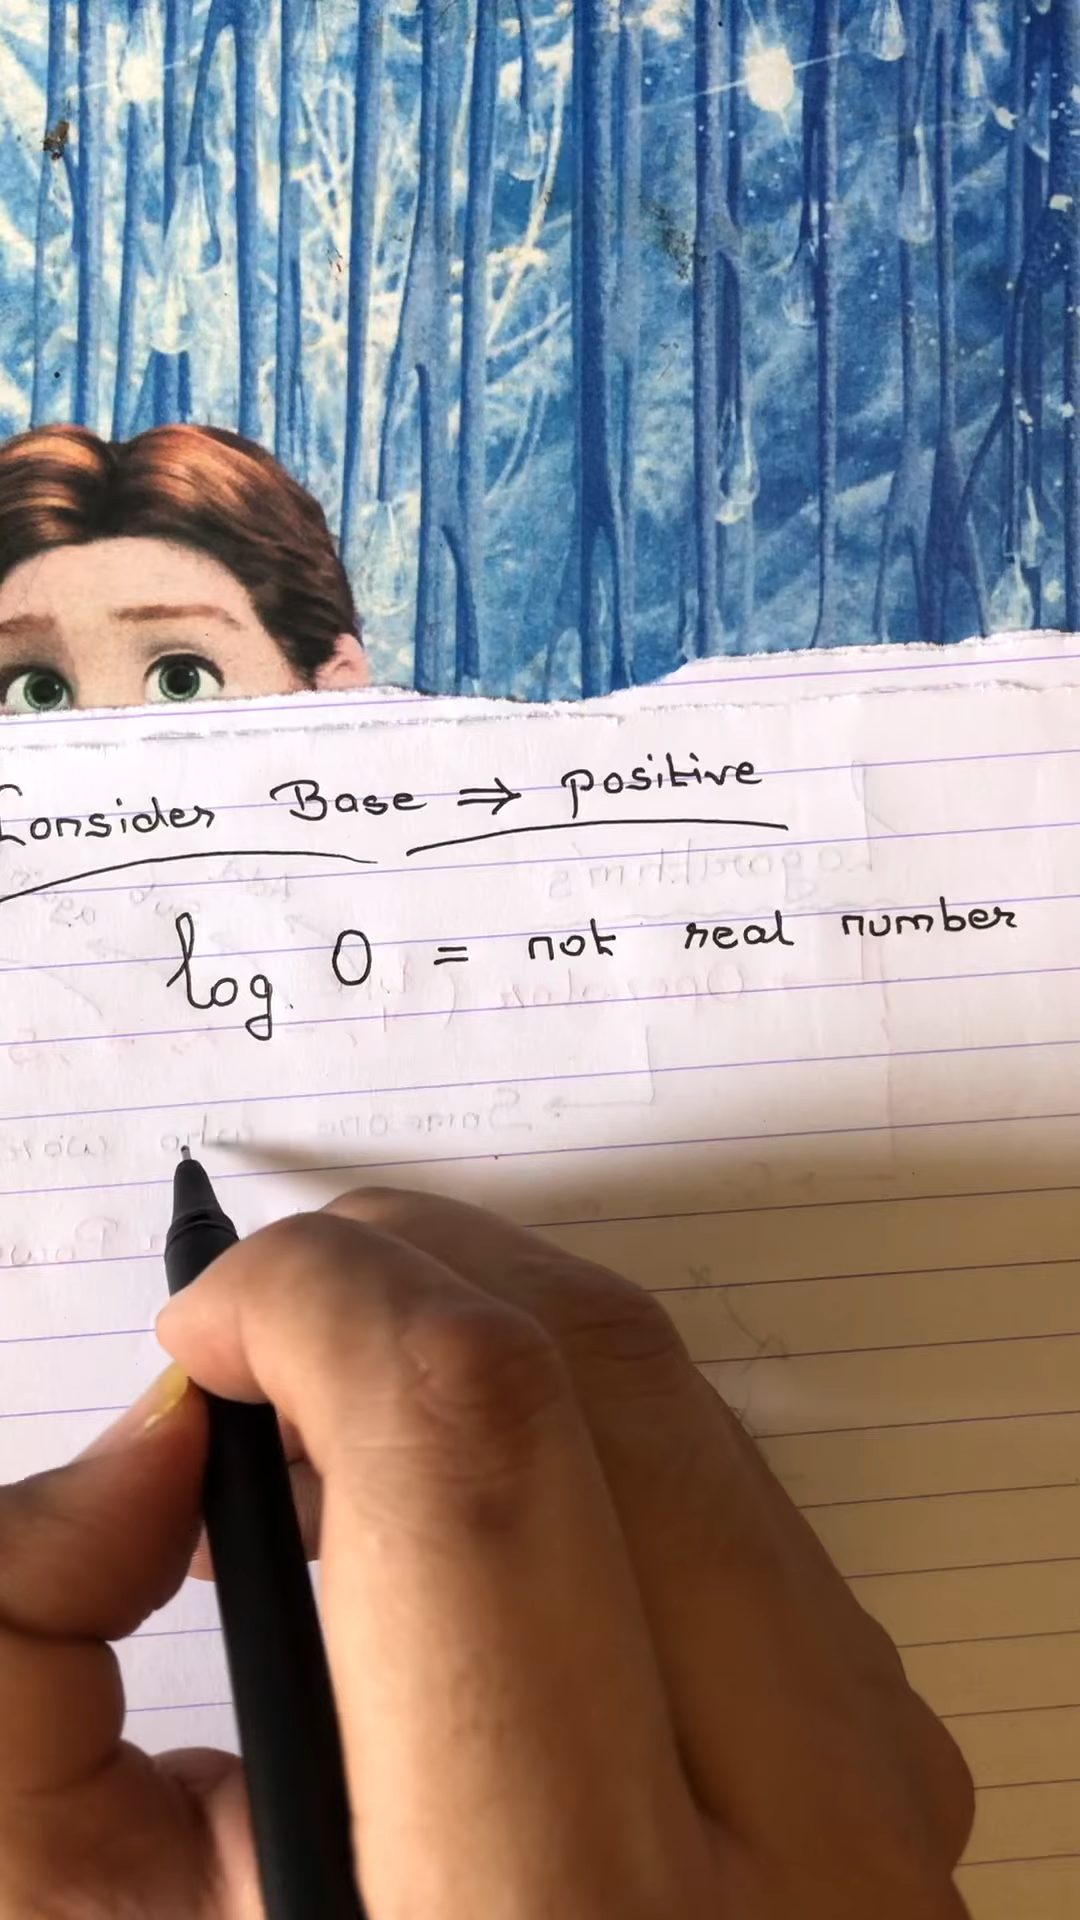 Consider Base ⇒ positive
log 0 = not real number